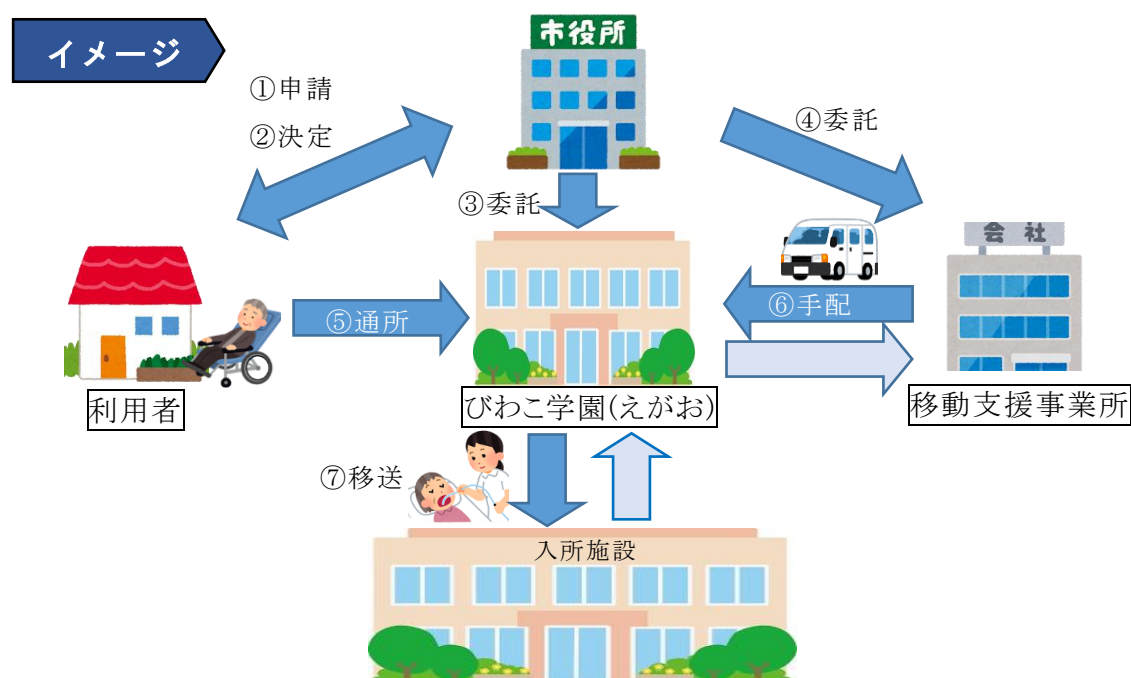 イメージ
市役所
①申請
②決定
④委託
③委託
会社
⑤通所
⑥手配
利用者
びわこ学園(えがお)
移動支援事業所
⑦移送
入所施設